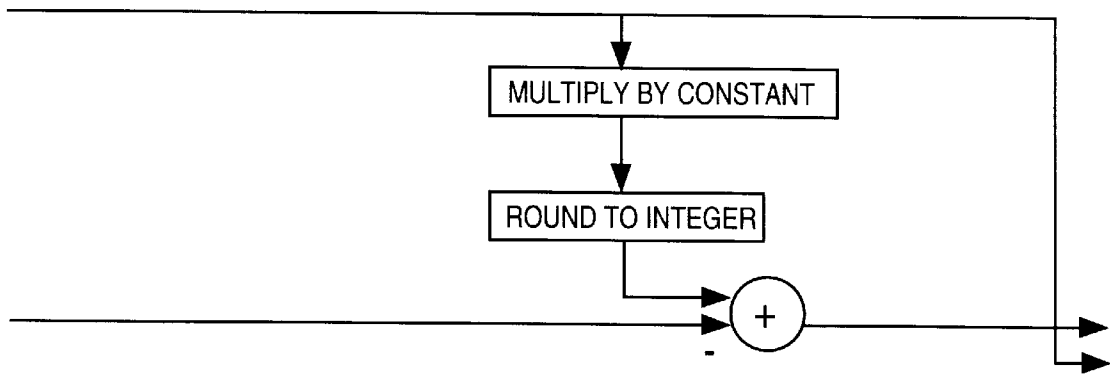 MULTIPLY BY CONSTANT
ROUND TO INTEGER
+
-